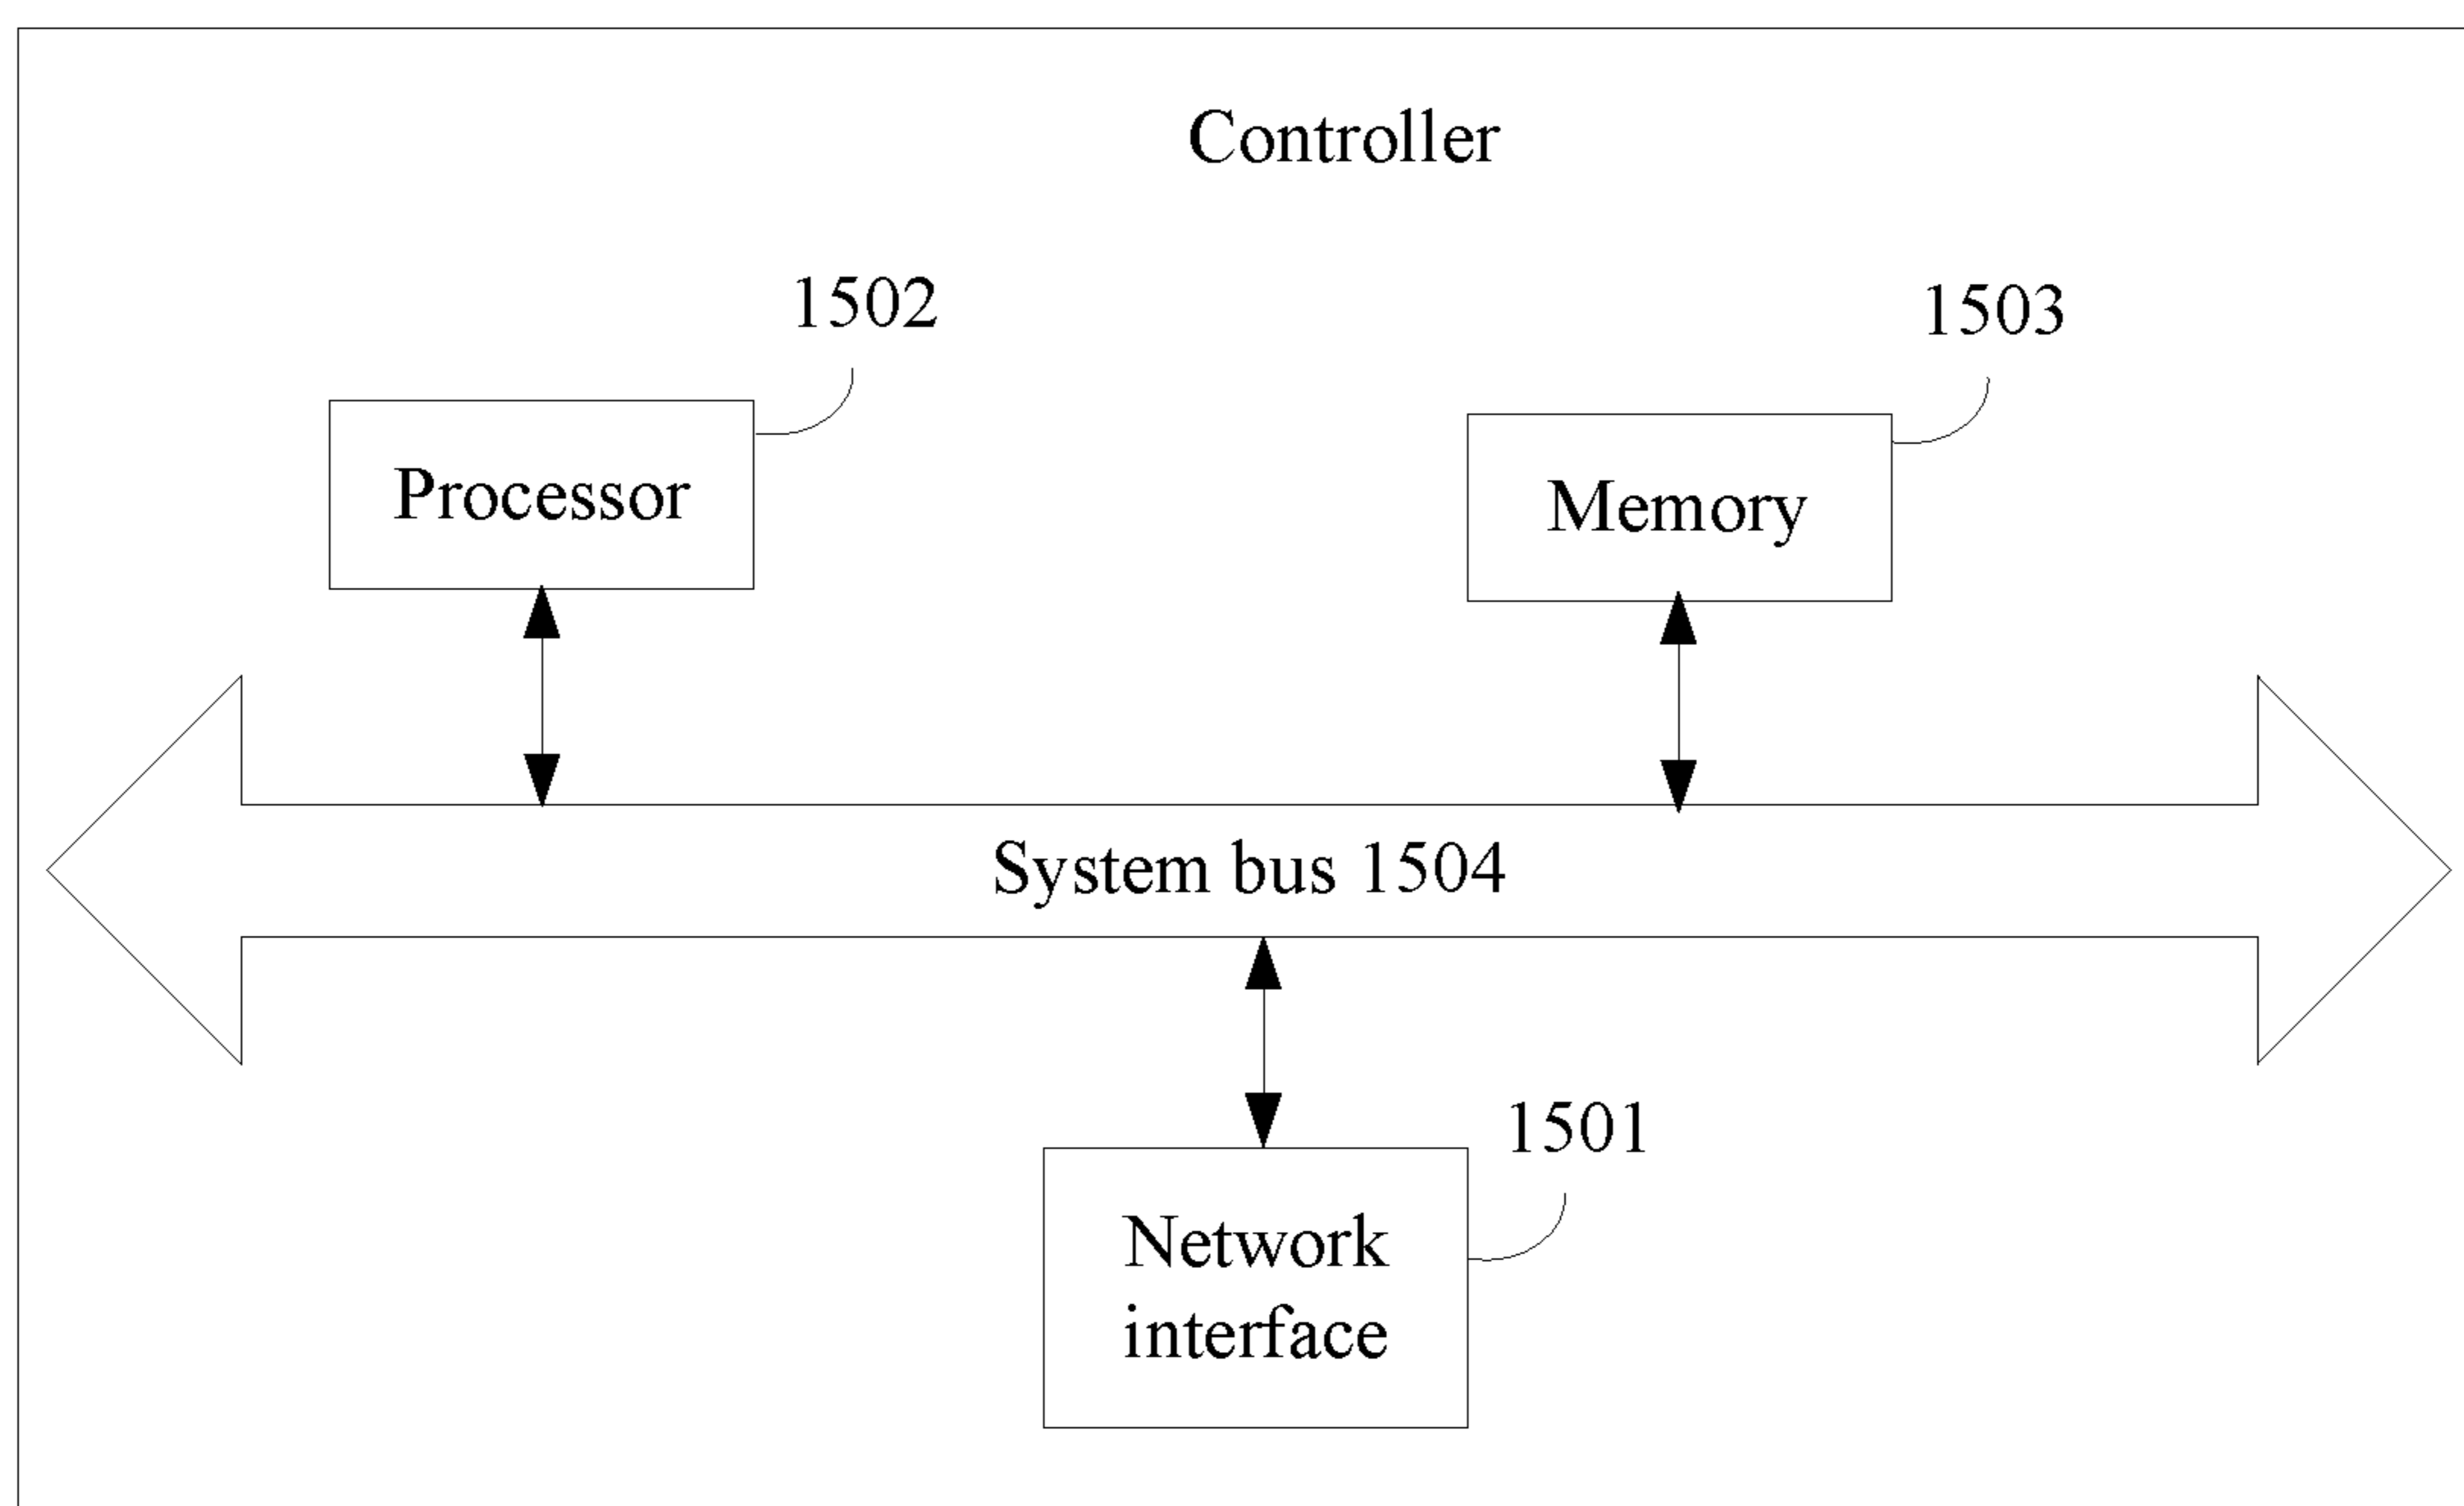 Controller
1502
1503
Processor
Memory
System bus 1504
1501
Network
interface